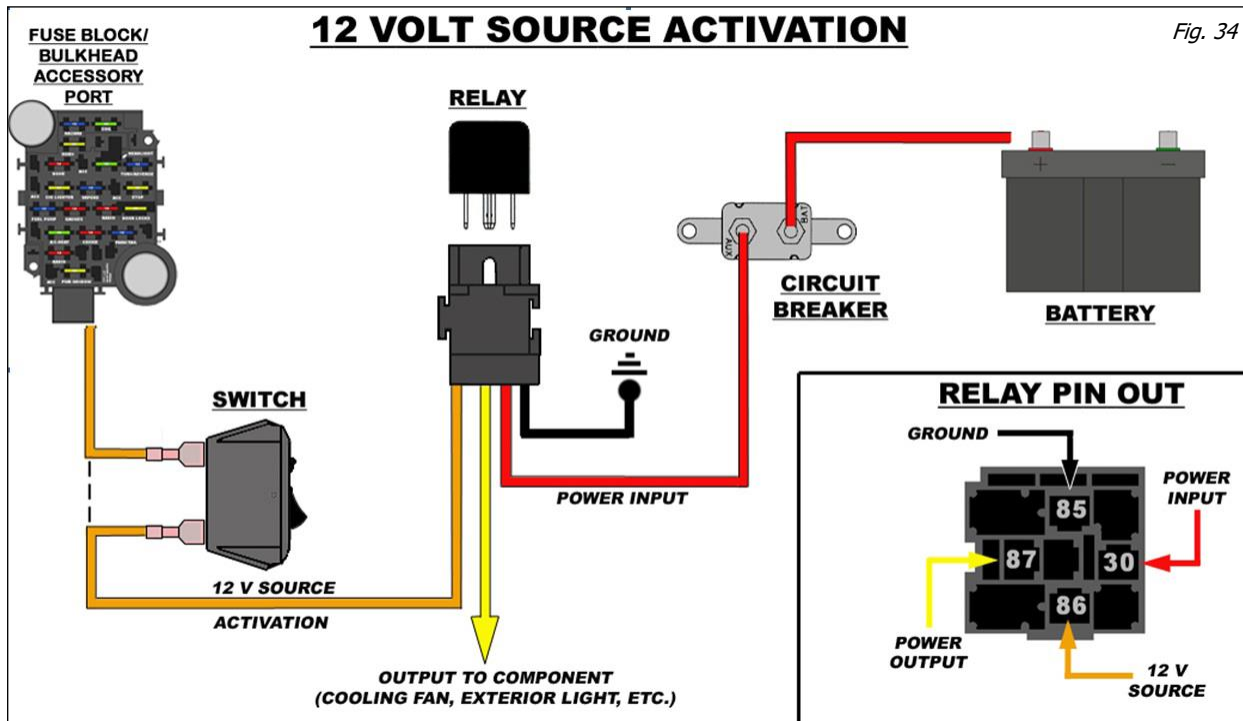 12 VOLT SOURCE ACTIVATION
Fig. 34
FUSE BLOCK/
BULKHEAD
ACCESSORY
PORT
RELAY
+
−
BAT
AUX
CIRCUIT
BREAKER
BATTERY
GROUND
SWITCH
POWER INPUT
12 V SOURCE
ACTIVATION
OUTPUT TO COMPONENT
(COOLING FAN, EXTERIOR LIGHT, ETC.)
RELAY PIN OUT
GROUND
POWER
INPUT
85
87
30
86
POWER
OUTPUT
12 V
SOURCE